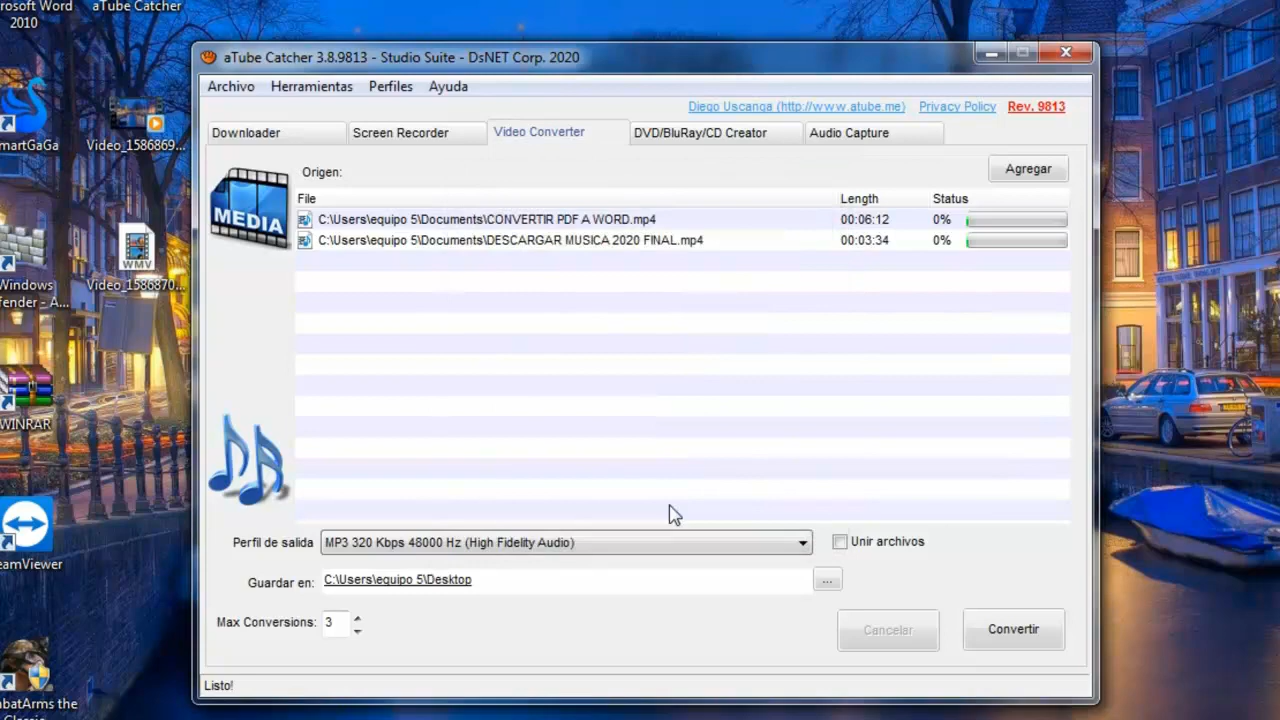 rosoft Word
2010
aTube Catcher
martGaGa
Video_1586869...
WMV
Windows
fender - A...
Video_1586870...
WINRAR
eamViewer
batArms the
aTube Catcher 3.8.9813 - Studio Suite - DsNET Corp. 2020
Archivo Herramientas Perfiles Ayuda
Diego Uscanga (http://www.atube.me) Privacy Policy Rev. 9813
Downloader Screen Recorder Video Converter DVD/BluRay/CD Creator Audio Capture
MEDIA
Origen:
Agregar
File Length Status
C:\Users\equipo 5\Documents\CONVERTIR PDF A WORD.mp4 00:06:12 0%
C:\Users\equipo 5\Documents\DESCARGAR MUSICA 2020 FINAL.mp4 00:03:34 0%
Perfil de salida MP3 320 Kbps 48000 Hz (High Fidelity Audio) Unir archivos
Guardar en: C:\Users\equipo 5\Desktop ...
Max Conversions: 3
Cancelar Convertir
Listo!